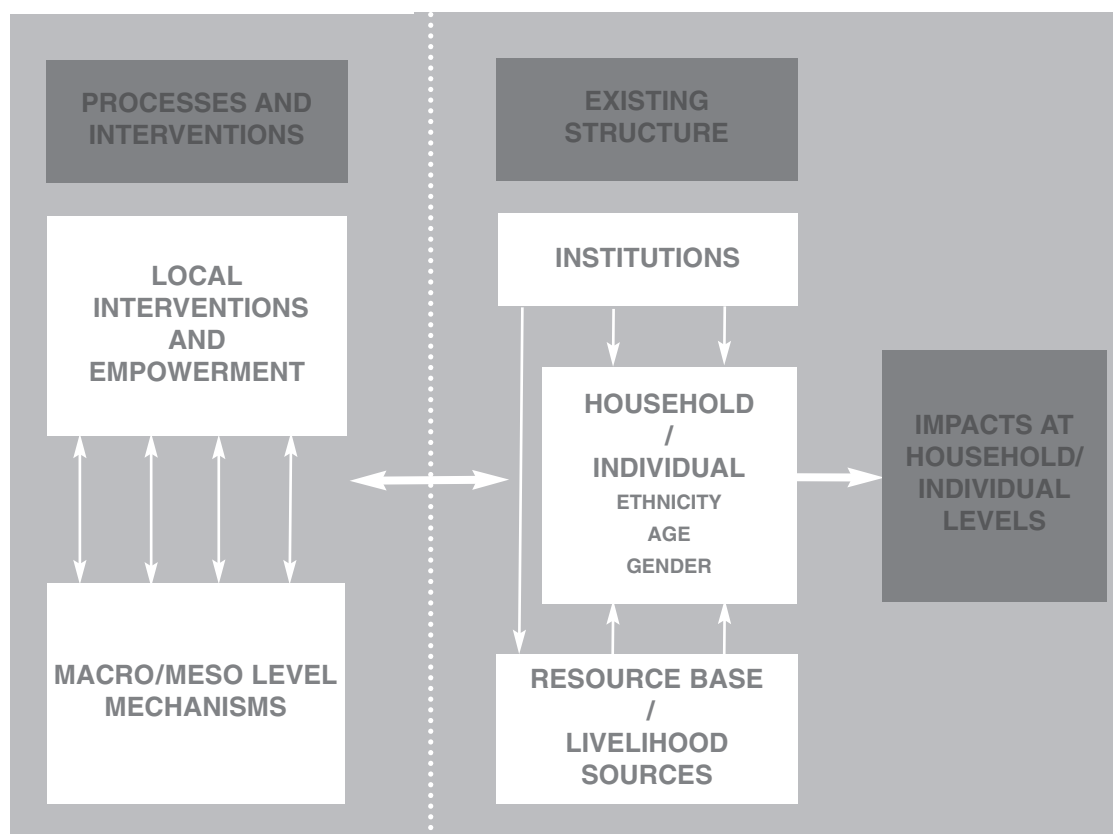 PROCESSES AND
INTERVENTIONS
LOCAL
INTERVENTIONS
AND
EMPOWERMENT
MACRO/MESO LEVEL
MECHANISMS
EXISTING
STRUCTURE
INSTITUTIONS
HOUSEHOLD
/
INDIVIDUAL
ETHNICITY
AGE
GENDER
RESOURCE BASE
/
LIVELIHOOD
SOURCES
IMPACTS AT
HOUSEHOLD/
INDIVIDUAL
LEVELS